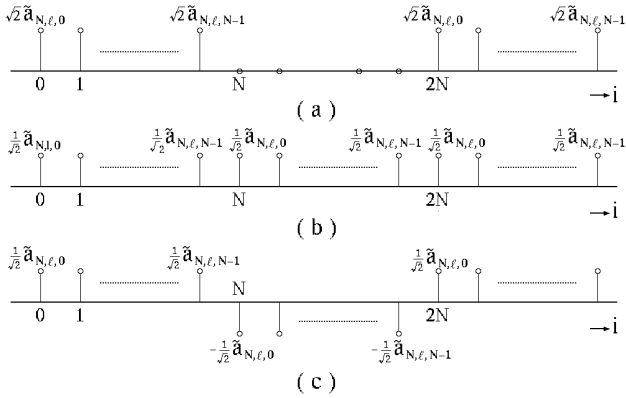 √2 ã_{N,ℓ,0} √2 ã_{N,ℓ,N-1} √2 ã_{N,ℓ,0} √2 ã_{N,ℓ,N-1}
0 1 N 2N → i
( a )
1/√2 ã_{N,l,0} 1/√2 ã_{N,ℓ,N-1} 1/√2 ã_{N,ℓ,0} 1/√2 ã_{N,ℓ,N-1} 1/√2 ã_{N,ℓ,0} 1/√2 ã_{N,ℓ,N-1}
0 1 N 2N → i
( b )
1/√2 ã_{N,ℓ,0} 1/√2 ã_{N,ℓ,N-1} 1/√2 ã_{N,ℓ,0}
N
0 1 2N → i
-1/√2 ã_{N,ℓ,0} -1/√2 ã_{N,ℓ,N-1}
( c )